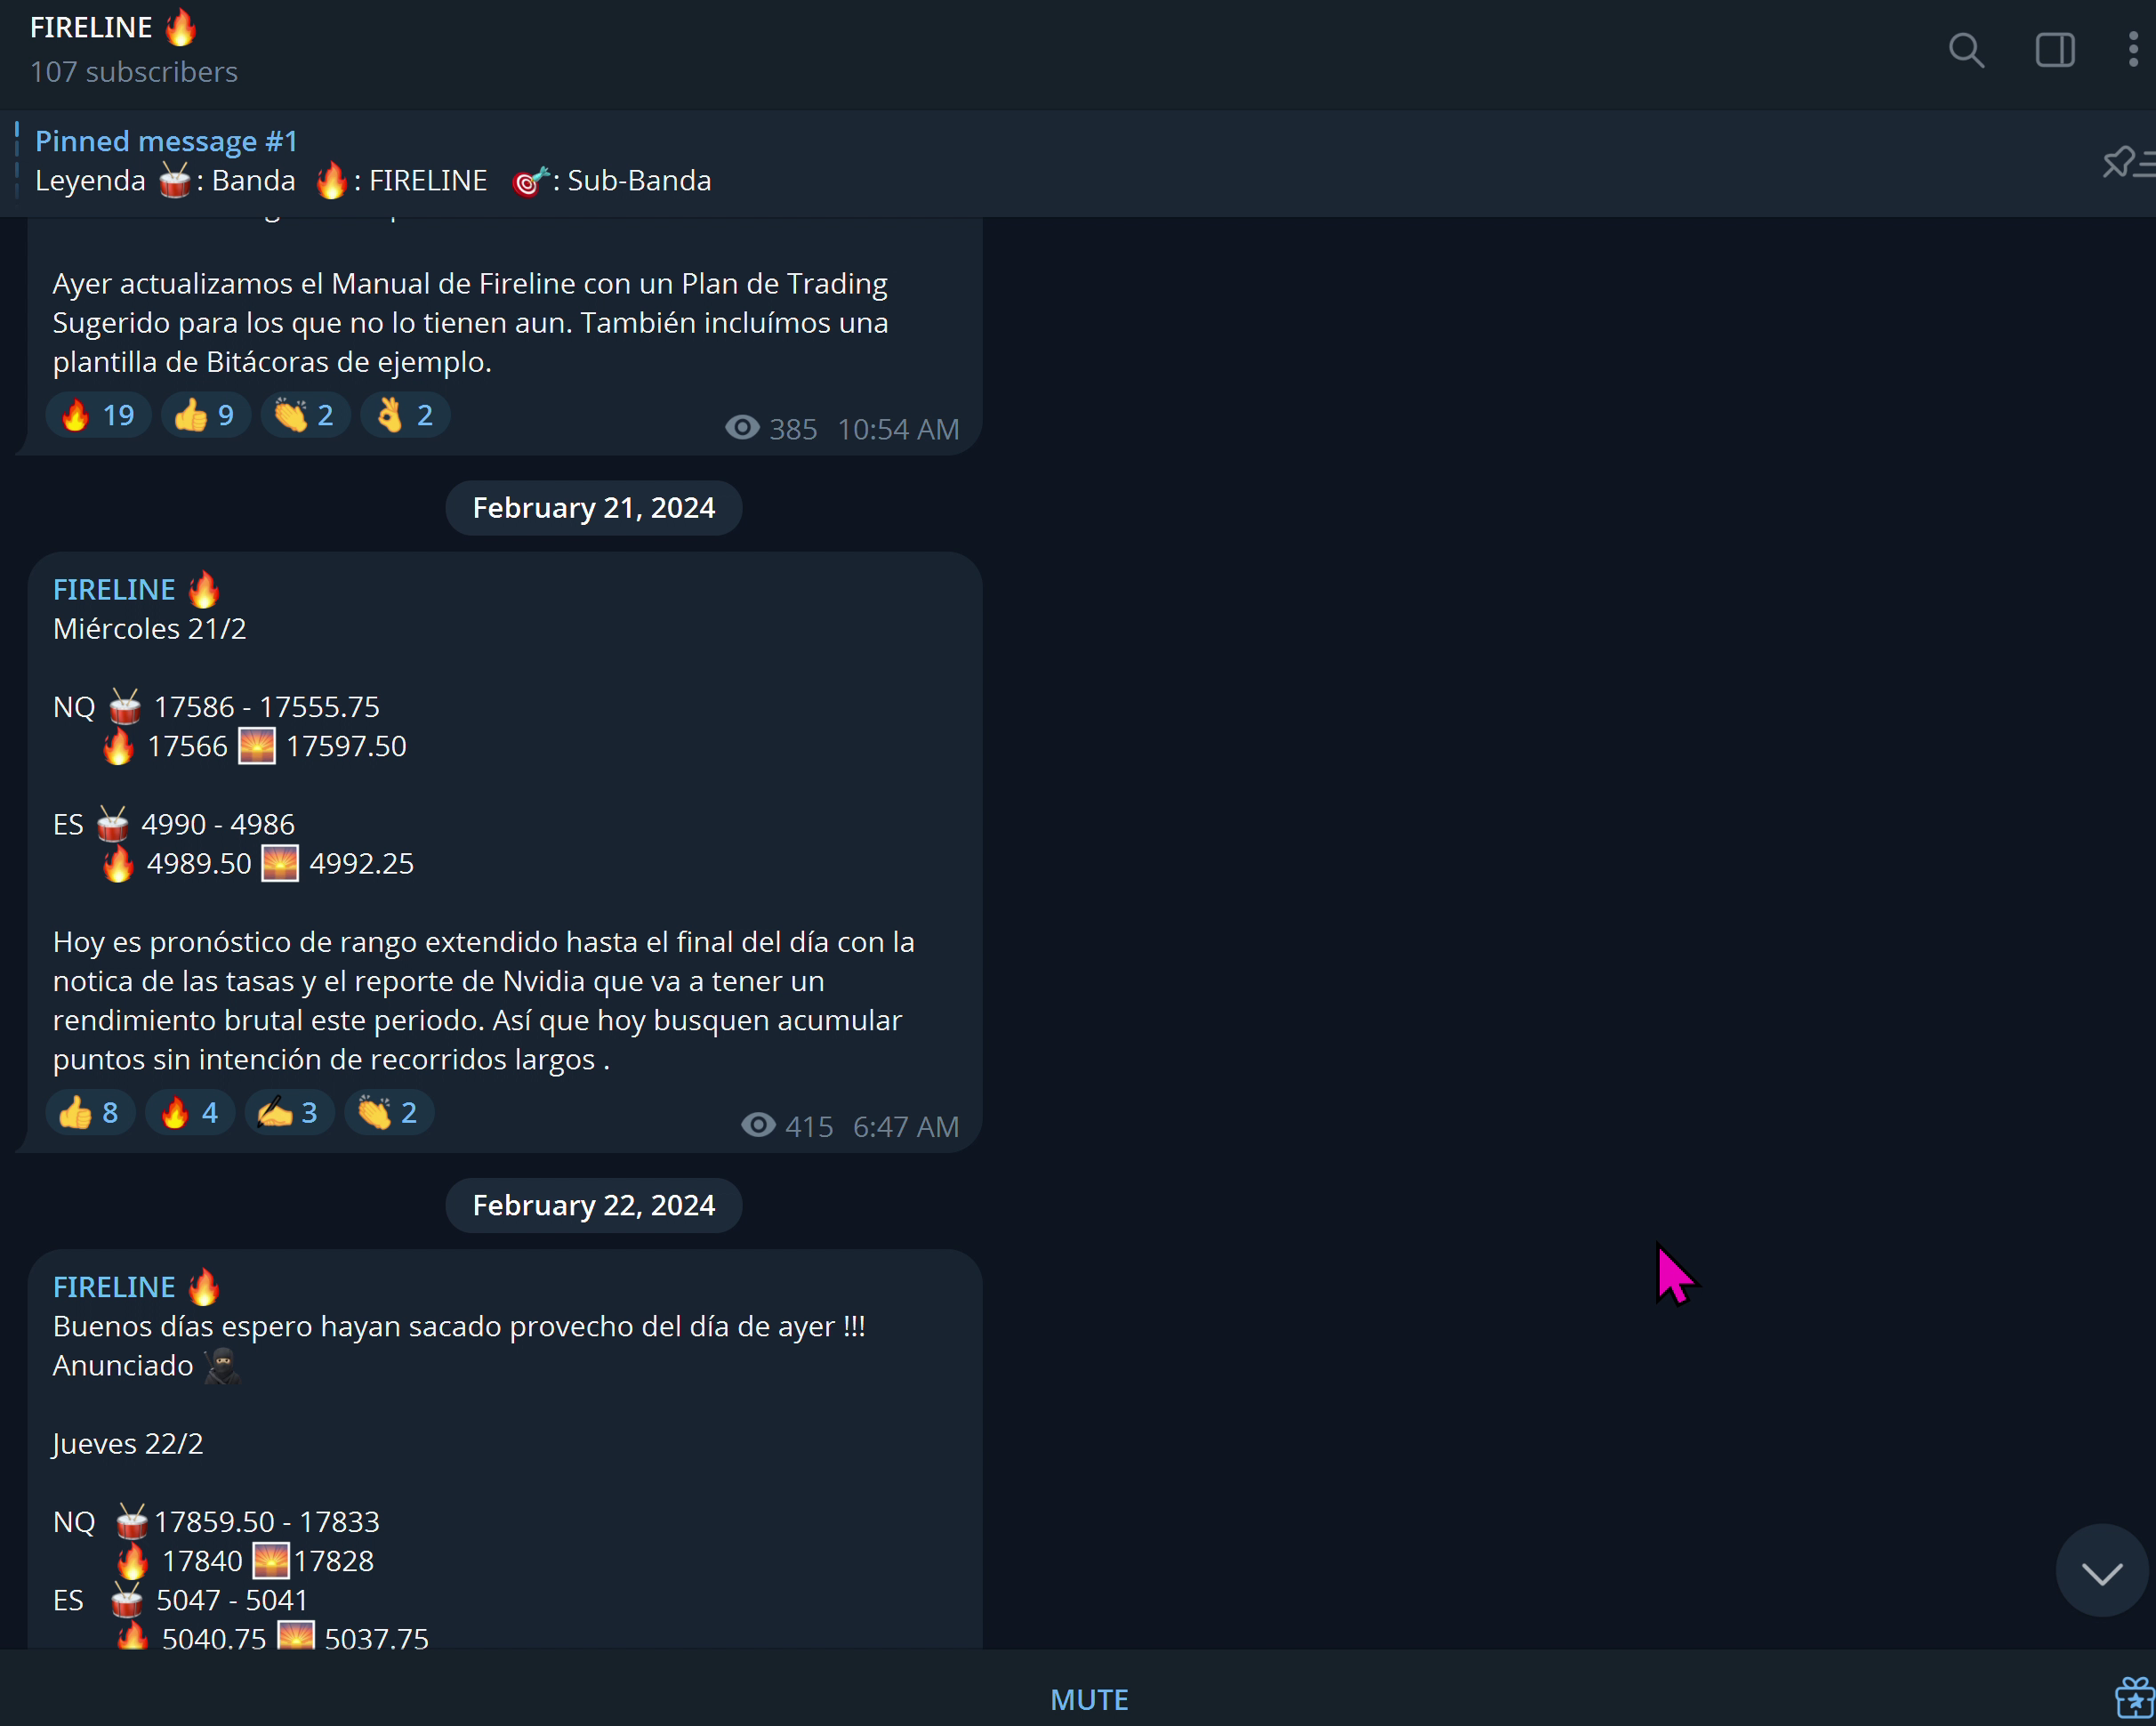 FIRELINE 🔥
107 subscribers
Pinned message #1
Leyenda 🥁: Banda 🔥: FIRELINE 🎯: Sub-Banda
Ayer actualizamos el Manual de Fireline con un Plan de Trading
Sugerido para los que no lo tienen aun. También incluímos una
plantilla de Bitácoras de ejemplo.
🔥 19 👍 9 👏 2 👌 2 385 10:54 AM
February 21, 2024
FIRELINE 🔥
Miércoles 21/2
NQ 🥁 17586 - 17555.75
🔥 17566 🌅 17597.50
ES 🥁 4990 - 4986
🔥 4989.50 🌅 4992.25
Hoy es pronóstico de rango extendido hasta el final del día con la
notica de las tasas y el reporte de Nvidia que va a tener un
rendimiento brutal este periodo. Así que hoy busquen acumular
puntos sin intención de recorridos largos .
👍 8 🔥 4 ✍️ 3 👏 2 415 6:47 AM
February 22, 2024
FIRELINE 🔥
Buenos días espero hayan sacado provecho del día de ayer !!!
Anunciado 🥷
Jueves 22/2
NQ 🥁 17859.50 - 17833
🔥 17840 🌅 17828
ES 🥁 5047 - 5041
🔥 5040.75 🌅 5037.75
MUTE